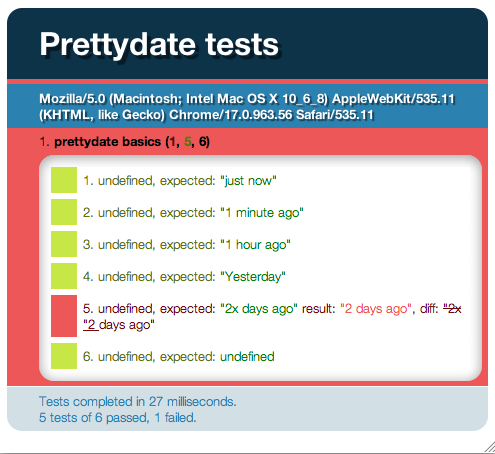 Prettydate tests
Mozilla/5.0 (Macintosh; Intel Mac OS X 10_6_8) AppleWebKit/535.11
(KHTML, like Gecko) Chrome/17.0.963.56 Safari/535.11
1. prettydate basics (1, 5, 6)
1. undefined, expected: "just now"
2. undefined, expected: "1 minute ago"
3. undefined, expected: "1 hour ago"
4. undefined, expected: "Yesterday"
5. undefined, expected: "2x days ago" result: "2 days ago", diff: "2x
"2 days ago"
6. undefined, expected: undefined
Tests completed in 27 milliseconds.
5 tests of 6 passed, 1 failed.